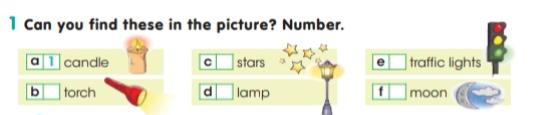 1 Can you find these in the picture? Number.
a 1 candle c stars e traffic lights
b torch d lamp f moon